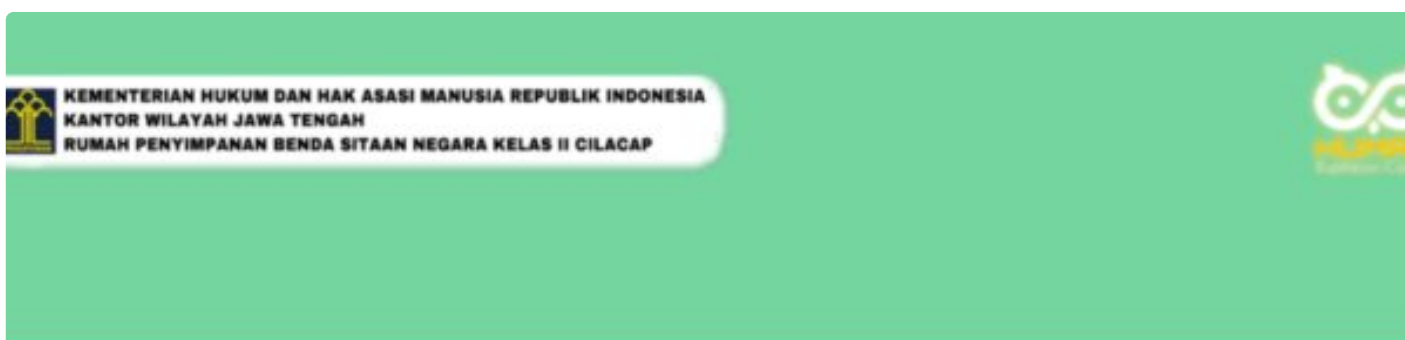 KEMENTERIAN HUKUM DAN HAK ASASI MANUSIA REPUBLIK INDONESIA
KANTOR WILAYAH JAWA TENGAH
RUMAH PENYIMPANAN BENDA SITAAN NEGARA KELAS II CILACAP